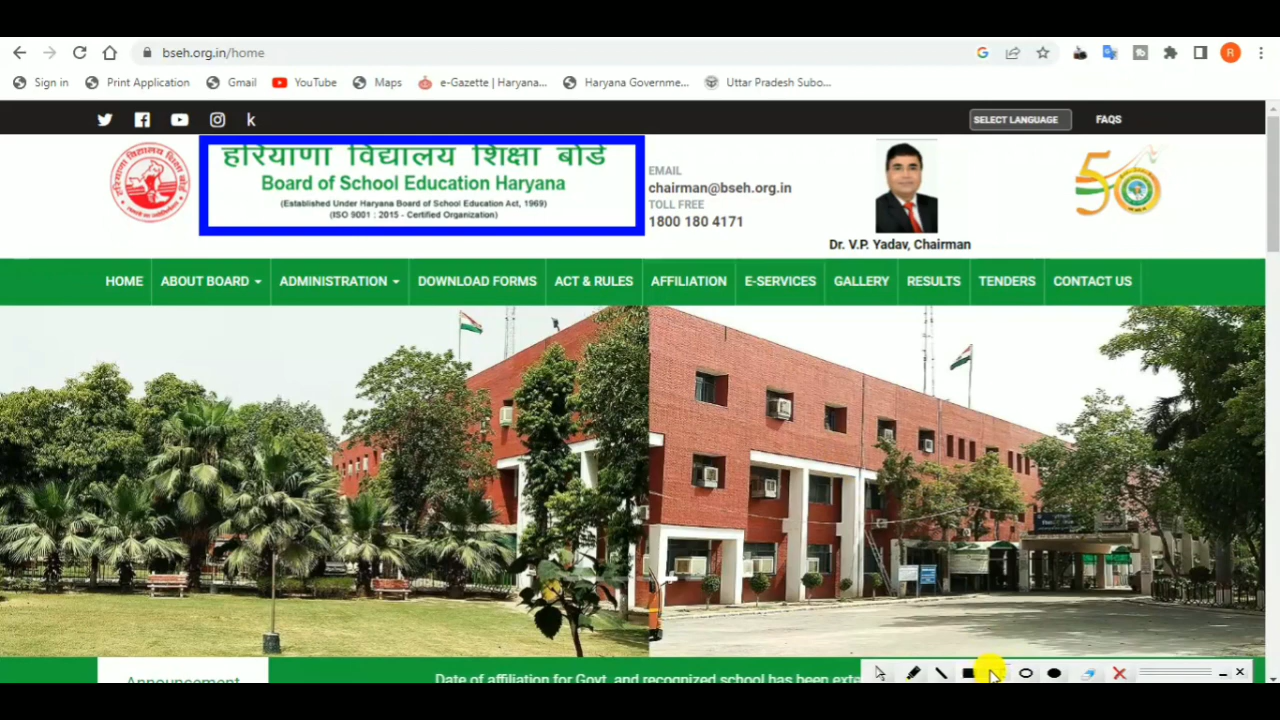 bseh.org.in/home
Sign in
Print Application
Gmail
YouTube
Maps
e-Gazette | Haryana...
Haryana Governme...
Uttar Pradesh Subo...
R
k
SELECT LANGUAGE
FAQS
हरियाणा विद्यालय शिक्षा बोर्ड
Board of School Education Haryana
(Established Under Haryana Board of School Education Act, 1969)
(ISO 9001 : 2015 - Certified Organization)
EMAIL
chairman@bseh.org.in
TOLL FREE
1800 180 4171
Dr. V.P. Yadav, Chairman
HOME
ABOUT BOARD
ADMINISTRATION
DOWNLOAD FORMS
ACT & RULES
AFFILIATION
E-SERVICES
GALLERY
RESULTS
TENDERS
CONTACT US
Announcement
Date of affiliation for Govt. and recognized school has been